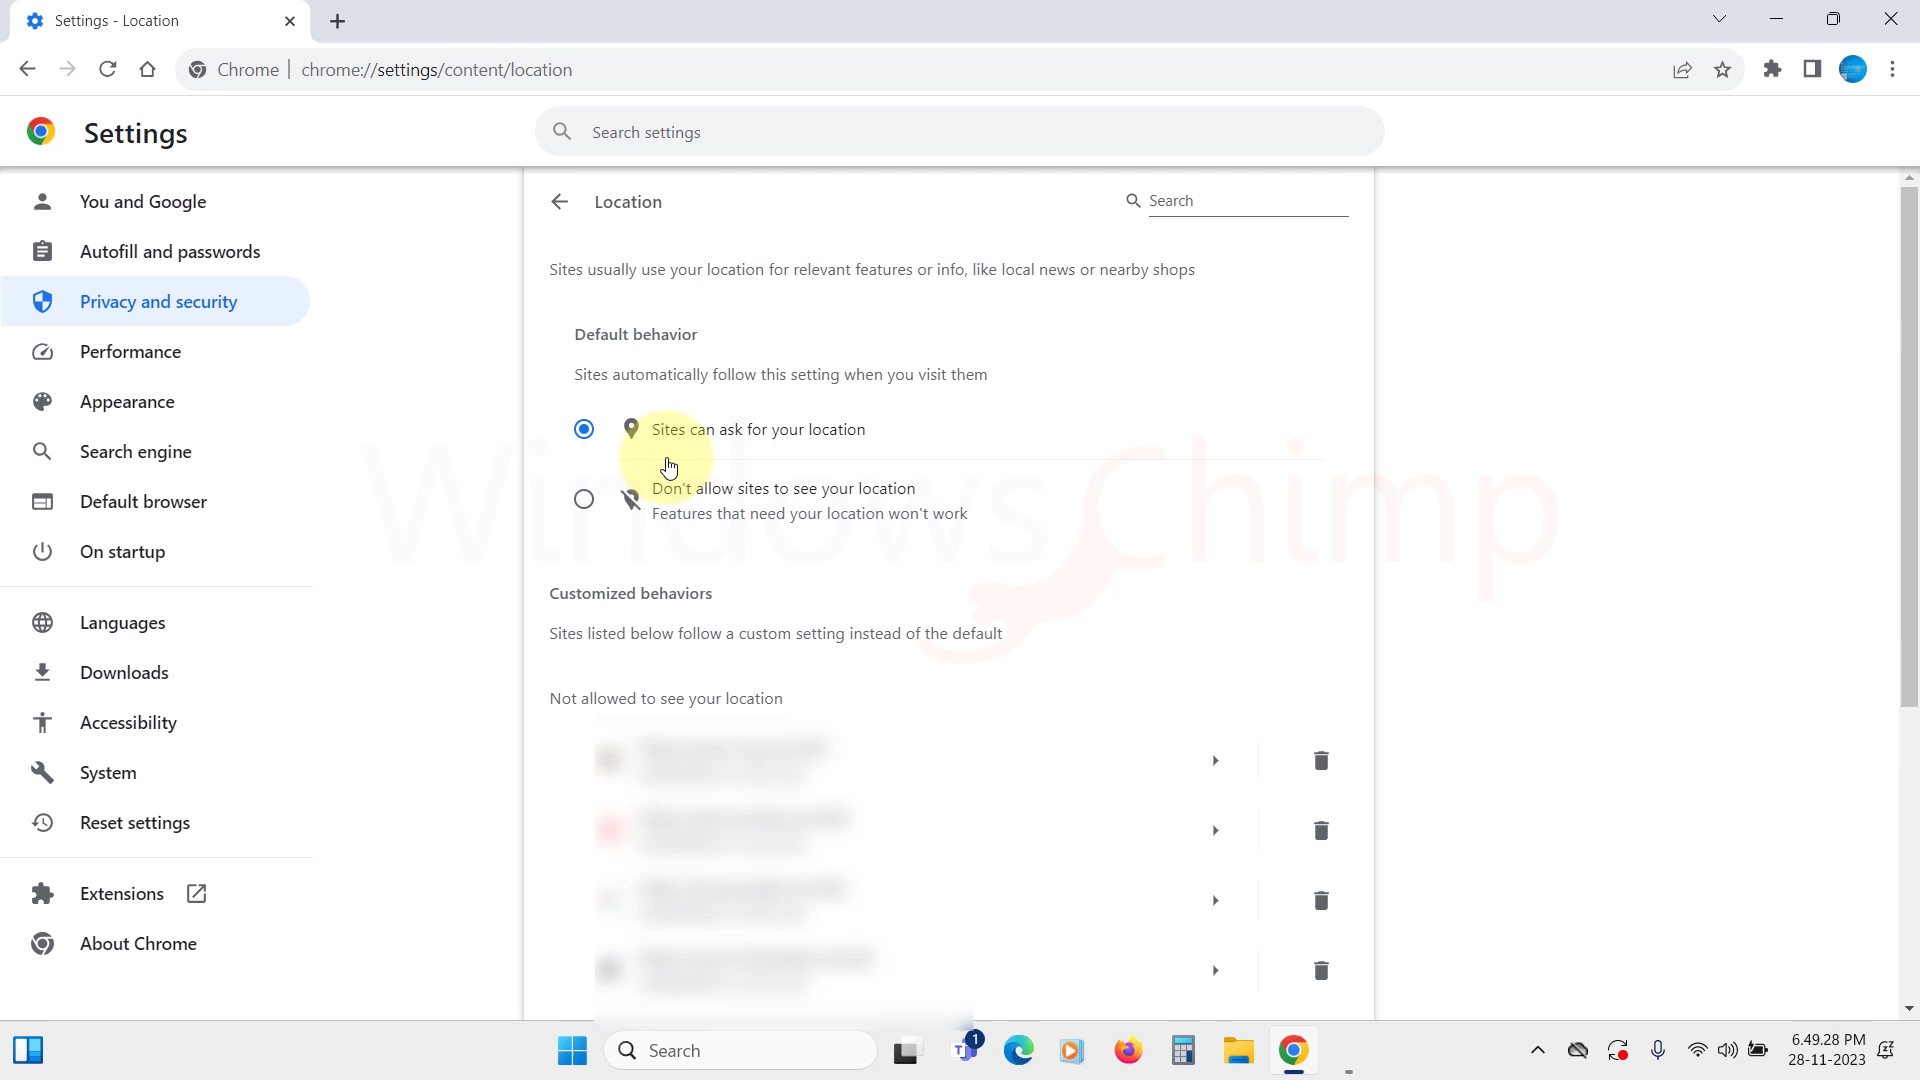 Settings - Location
Chrome
chrome://settings/content/location
Settings
Search settings
You and Google
Autofill and passwords
Privacy and security
Performance
Appearance
Search engine
Default browser
On startup
Languages
Downloads
Accessibility
System
Reset settings
Extensions
About Chrome
Location
Search
Sites usually use your location for relevant features or info, like local news or nearby shops
Default behavior
Sites automatically follow this setting when you visit them
Sites can ask for your location
Don't allow sites to see your location
Features that need your location won't work
Customized behaviors
Sites listed below follow a custom setting instead of the default
Not allowed to see your location
WindowsChimp
Search
1
6.49.28 PM
28-11-2023